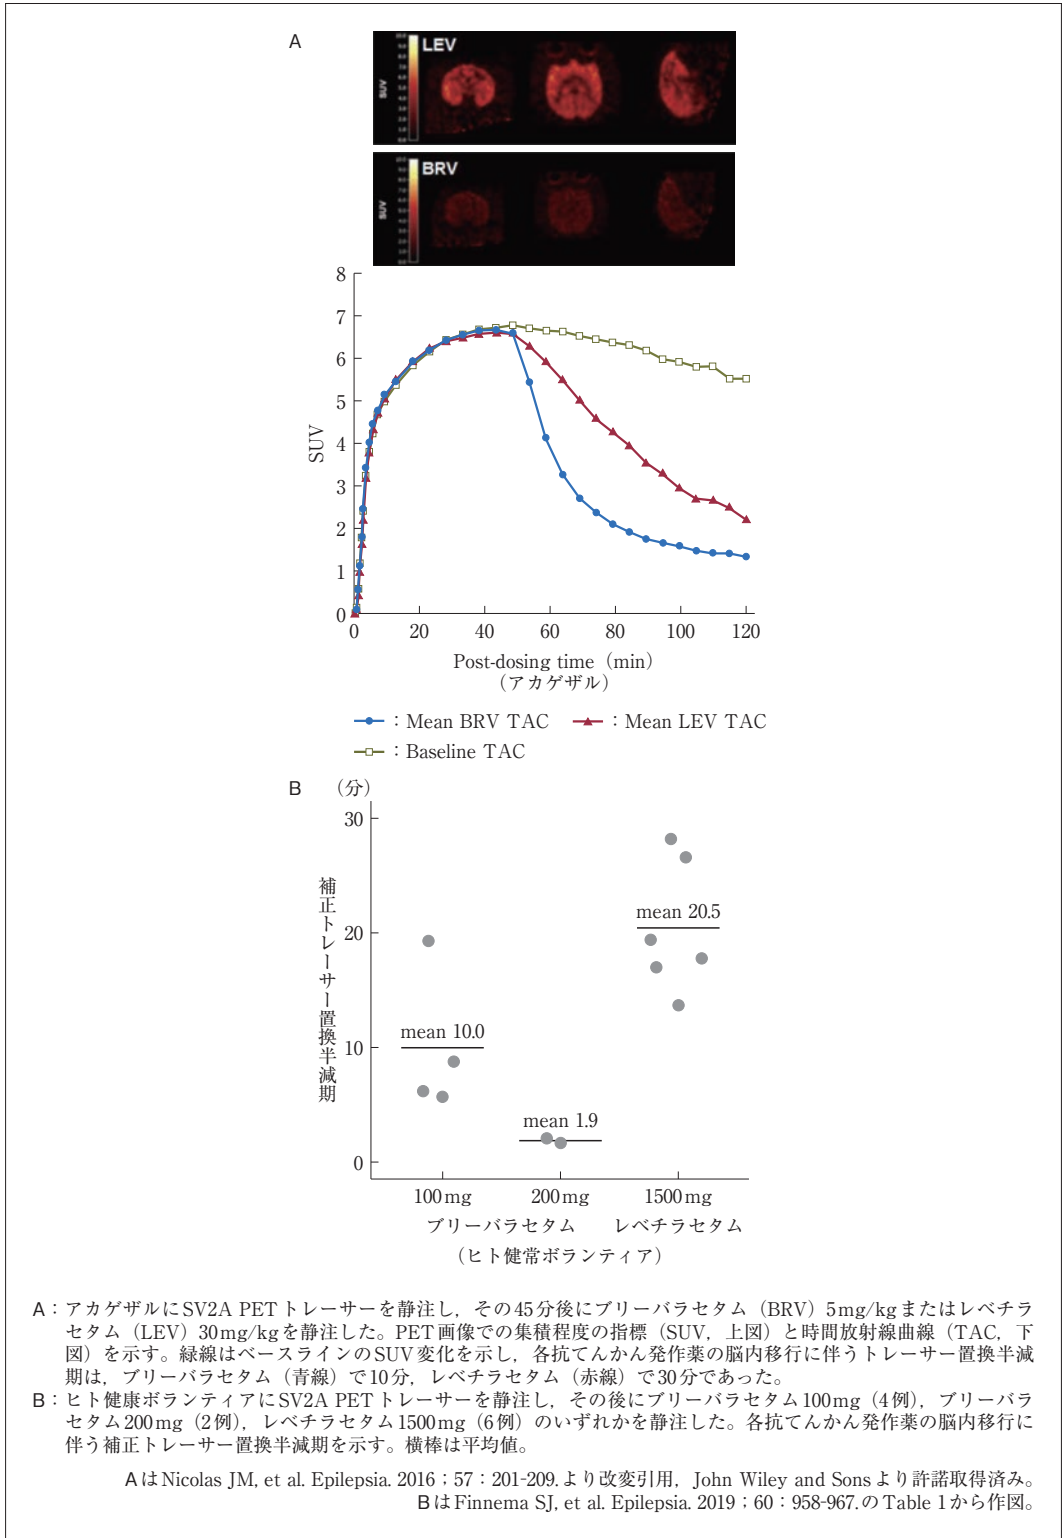 A
LEV
SUV
BRV
SUV
8
7
6
5
4
3
2
1
0
SUV
0 20 40 60 80 100 120
Post-dosing time（min）
（アカゲザル）
：Mean BRV TAC ：Mean LEV TAC
：Baseline TAC
B （分）
30
20
10
0
補正トレーサー置換半減期
mean 10.0
mean 1.9
mean 20.5
100mg 200mg 1500mg
ブリーバラセタム レベチラセタム
（ヒト健常ボランティア）
A：アカゲザルにSV2A PETトレーサーを静注し，その45分後にブリーバラセタム（BRV）5mg/kgまたはレベチラ
セタム（LEV）30mg/kgを静注した。PET画像での集積程度の指標（SUV，上図）と時間放射線曲線（TAC，下
図）を示す。緑線はベースラインのSUV変化を示し，各抗てんかん発作薬の脳内移行に伴うトレーサー置換半減
期は，ブリーバラセタム（青線）で10分，レベチラセタム（赤線）で30分であった。
B：ヒト健康ボランティアにSV2A PETトレーサーを静注し，その後にブリーバラセタム100mg（4例），ブリーバラ
セタム200mg（2例），レベチラセタム1500mg（6例）のいずれかを静注した。各抗てんかん発作薬の脳内移行に
伴う補正トレーサー置換半減期を示す。横棒は平均値。
AはNicolas JM, et al. Epilepsia. 2016；57：201-209.より改変引用，John Wiley and Sonsより許諾取得済み。
BはFinnema SJ, et al. Epilepsia. 2019；60：958-967.のTable 1から作図。